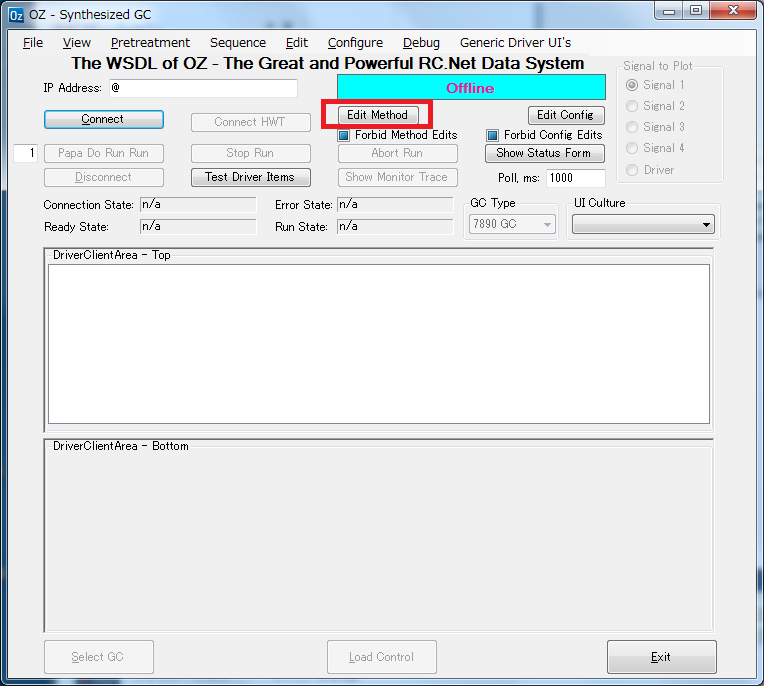 OZ - Synthesized GC
File View Pretreatment Sequence Edit Configure Debug Generic Driver UI's
The WSDL of OZ - The Great and Powerful RC.Net Data System
Signal to Plot
IP Address: @
Offline
Signal 1
Connect
Connect HWT
Edit Method
Edit Config
Signal 2
Forbid Method Edits
Forbid Config Edits
Signal 3
1
Papa Do Run Run
Stop Run
Abort Run
Show Status Form
Signal 4
Disconnect
Test Driver Items
Show Monitor Trace
Poll, ms: 1000
Driver
Connection State: n/a
Error State: n/a
GC Type
UI Culture
Ready State: n/a
Run State: n/a
7890 GC
DriverClientArea - Top
DriverClientArea - Bottom
Select GC
Load Control
Exit